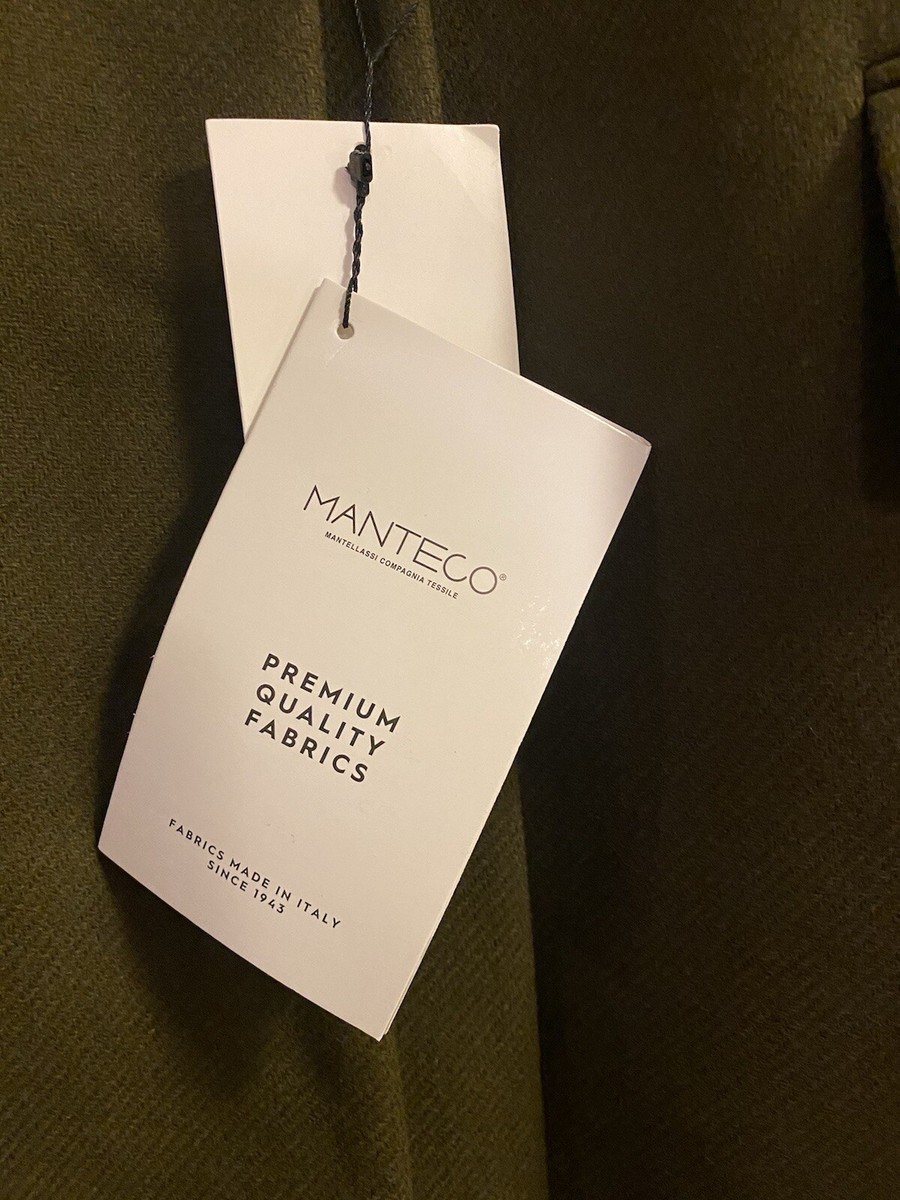 MANTECO®
MANTELLASSI COMPAGNIA TESSILE
PREMIUM
QUALITY
FABRICS
FABRICS MADE IN ITALY
SINCE 1943